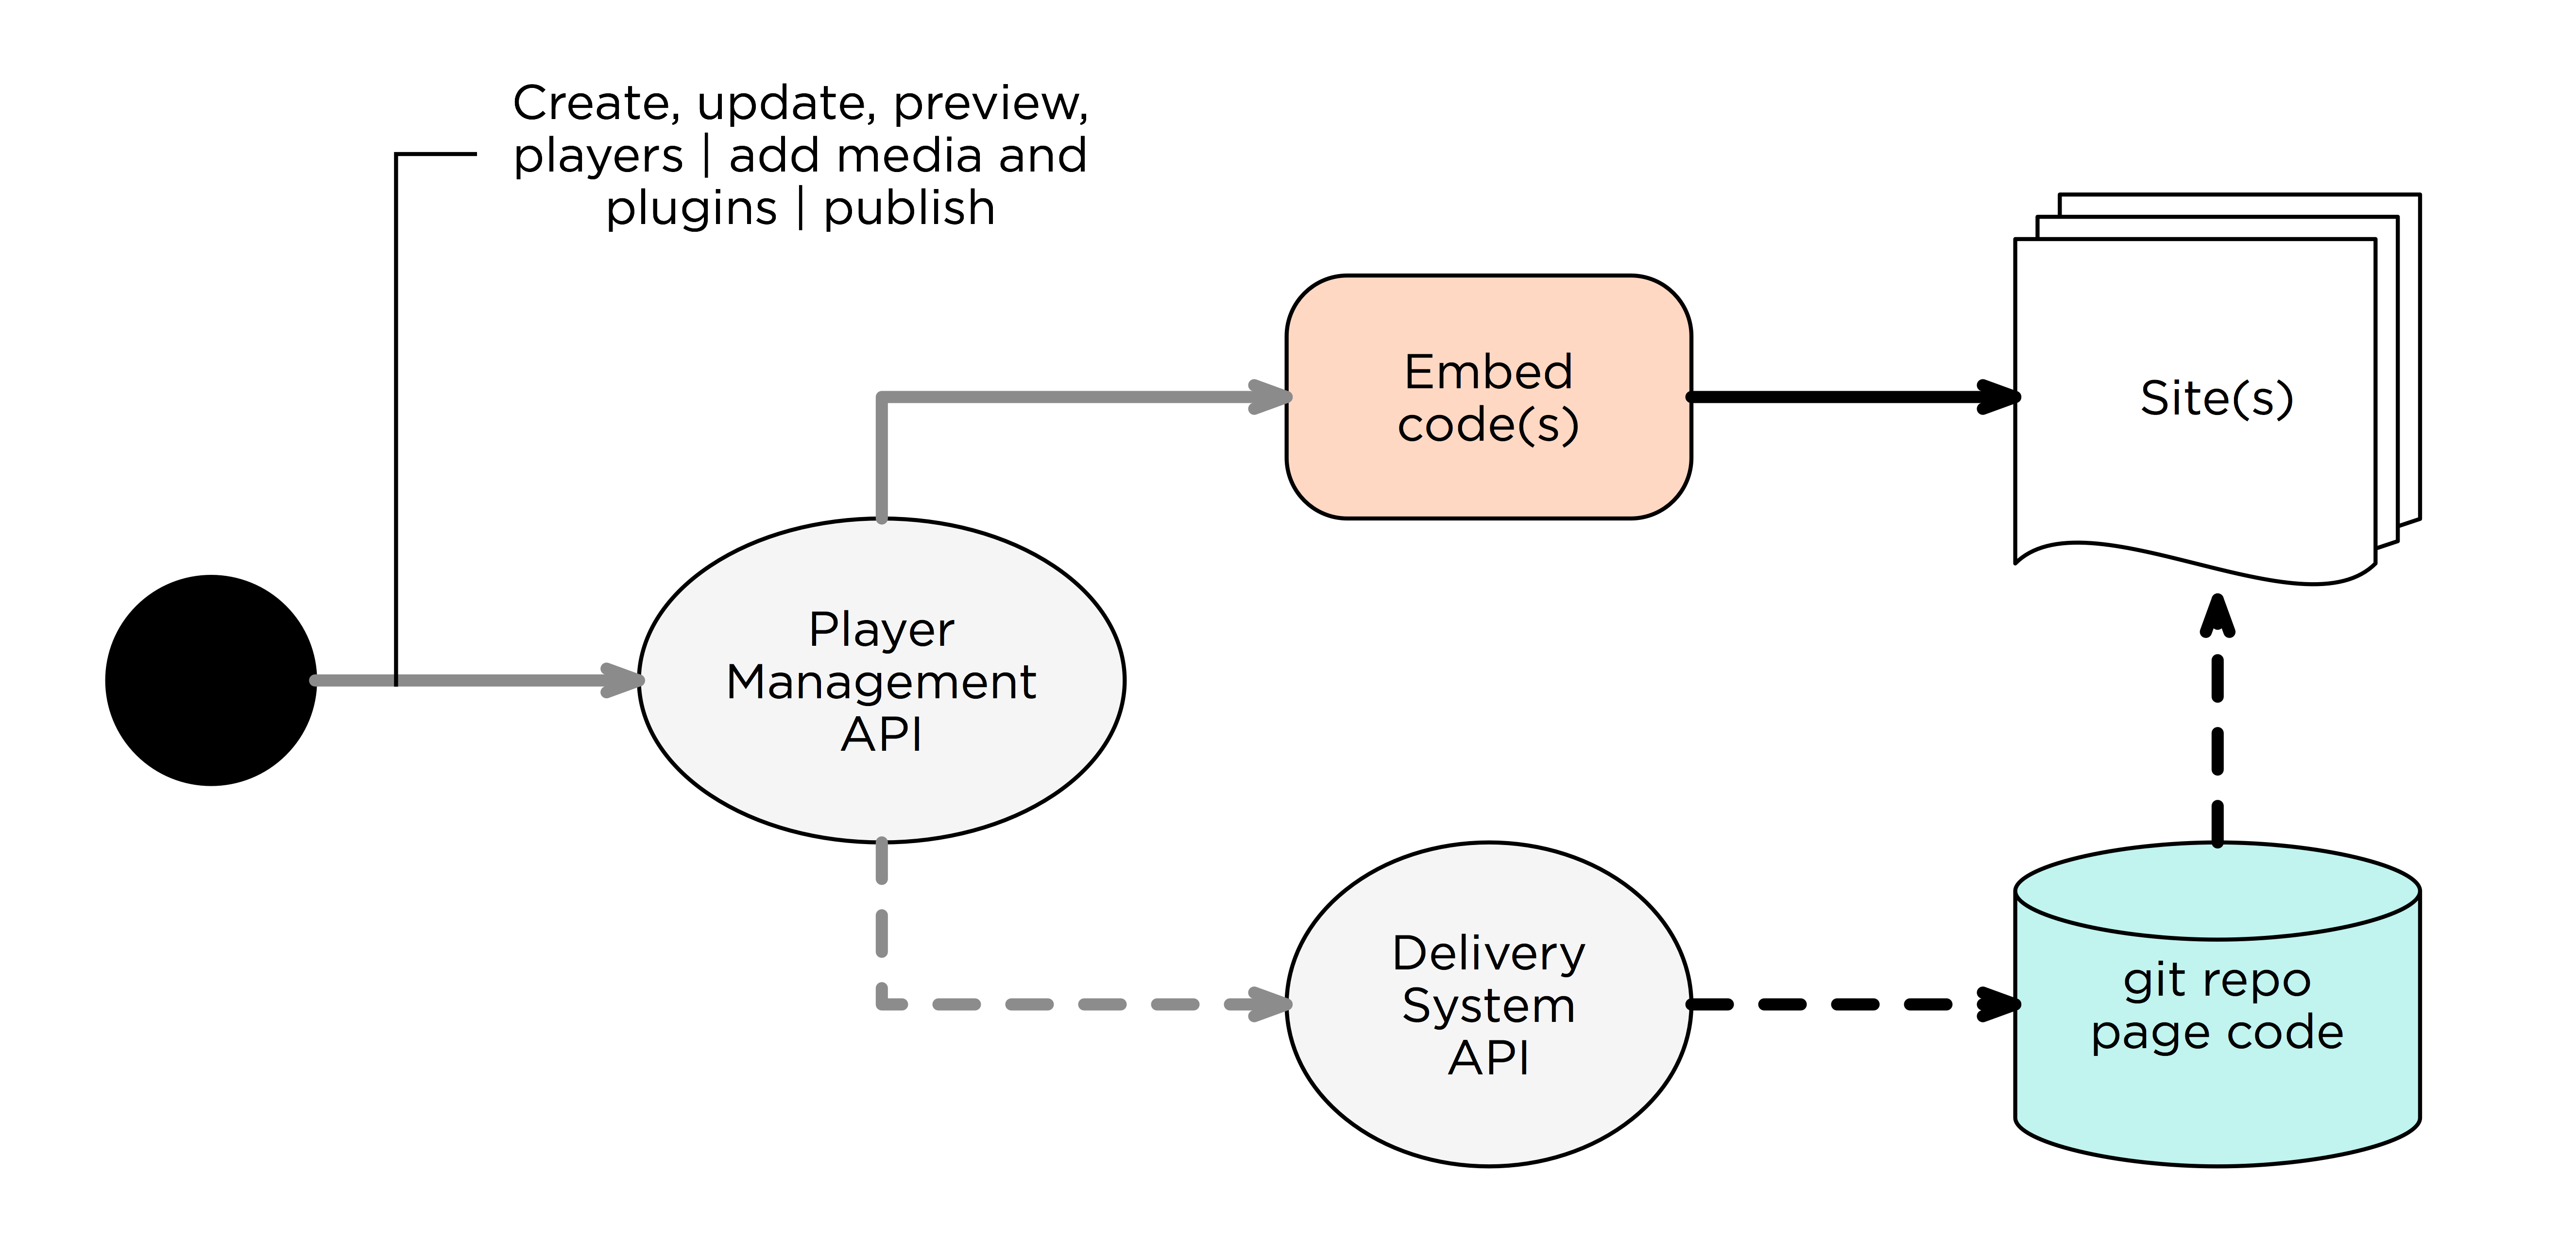 Create, update, preview,
players | add media and
plugins | publish
Embed
code(s)
Site(s)
Player
Management
API
Delivery
System
API
git repo
page code